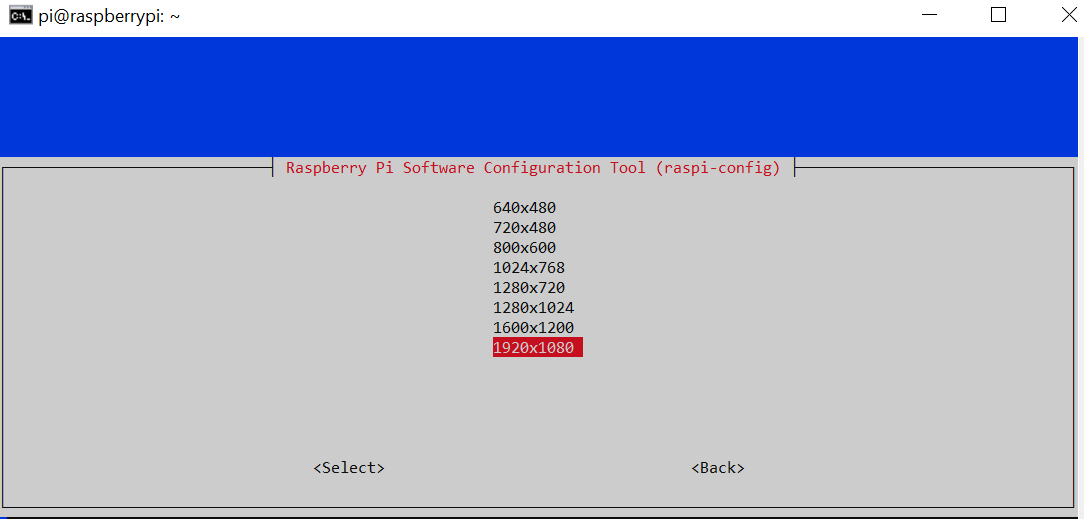 C:\.
pi@raspberrypi: ~
Raspberry Pi Software Configuration Tool (raspi-config)
640x480
720x480
800x600
1024x768
1280x720
1280x1024
1600x1200
1920x1080
<Select> <Back>